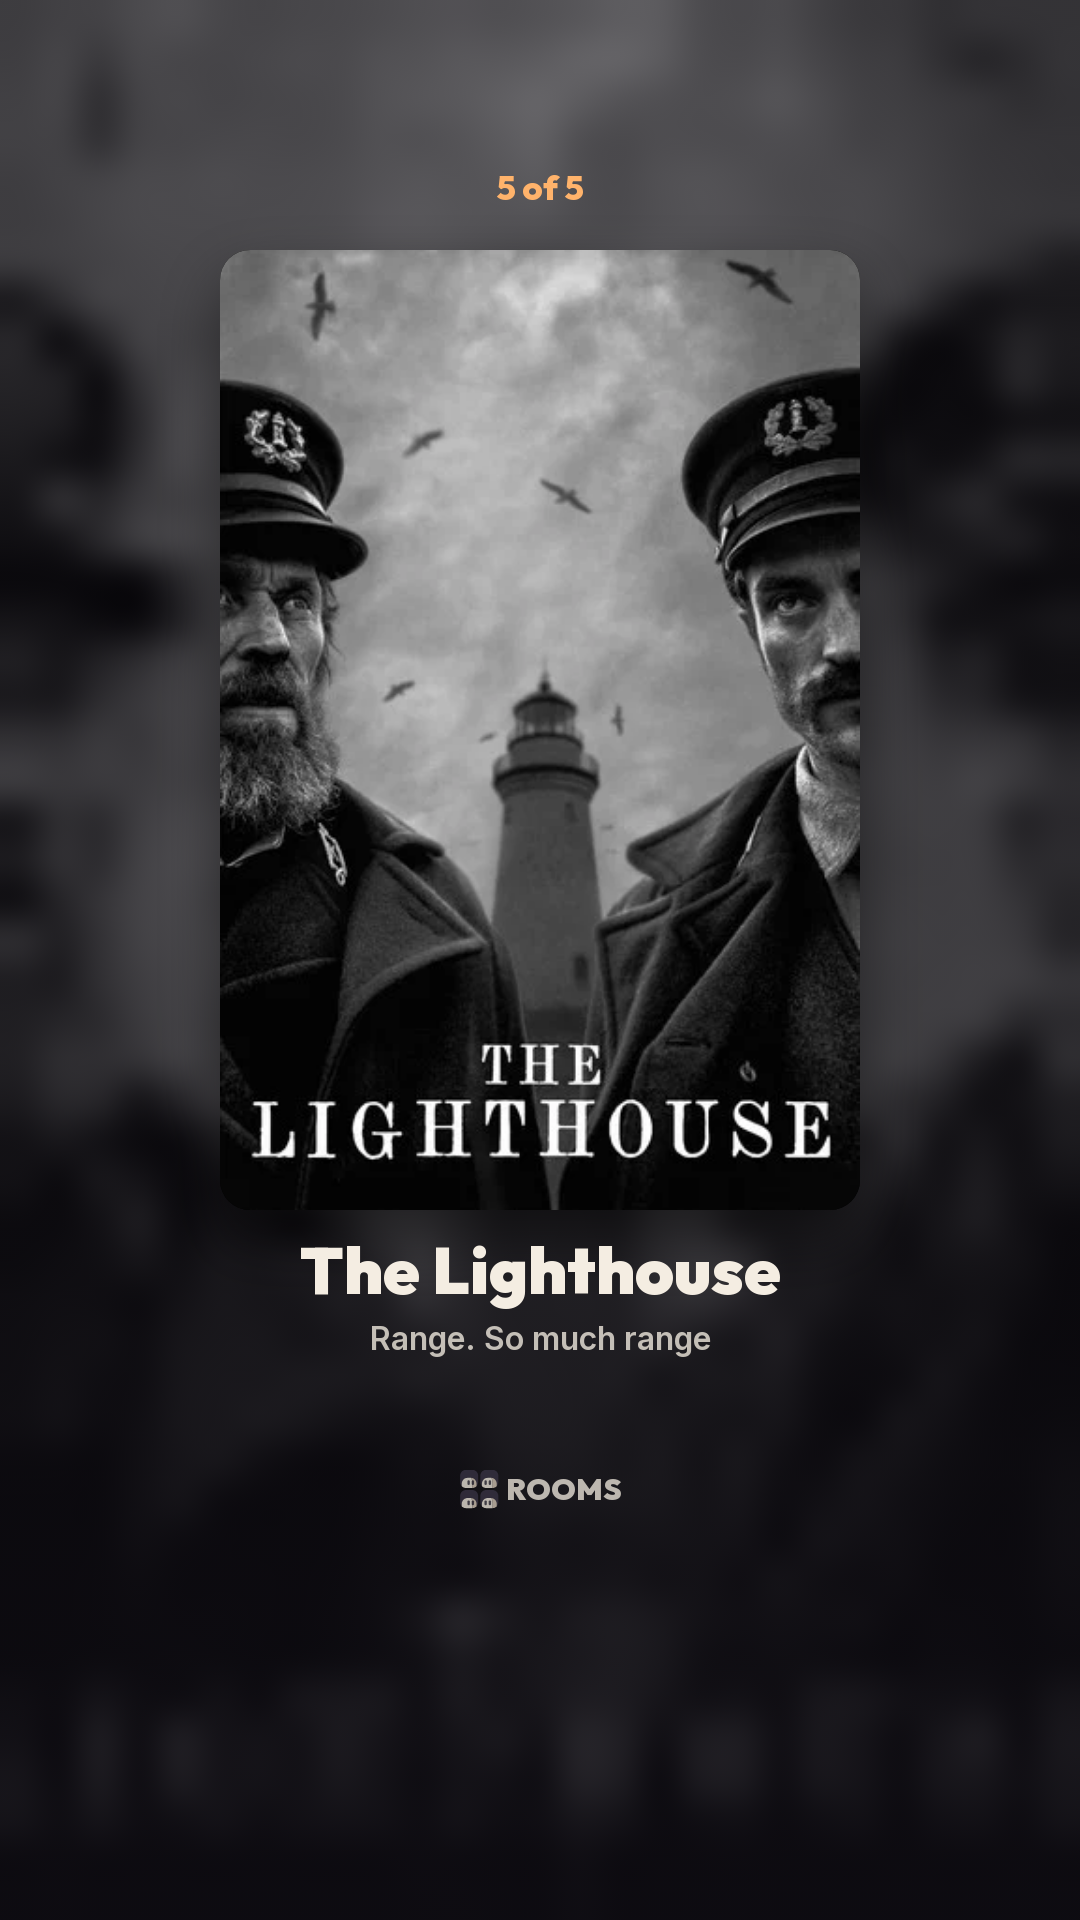 5 of 5
THE
LIGHTHOUSE
The Lighthouse
Range. So much range
ROOMS